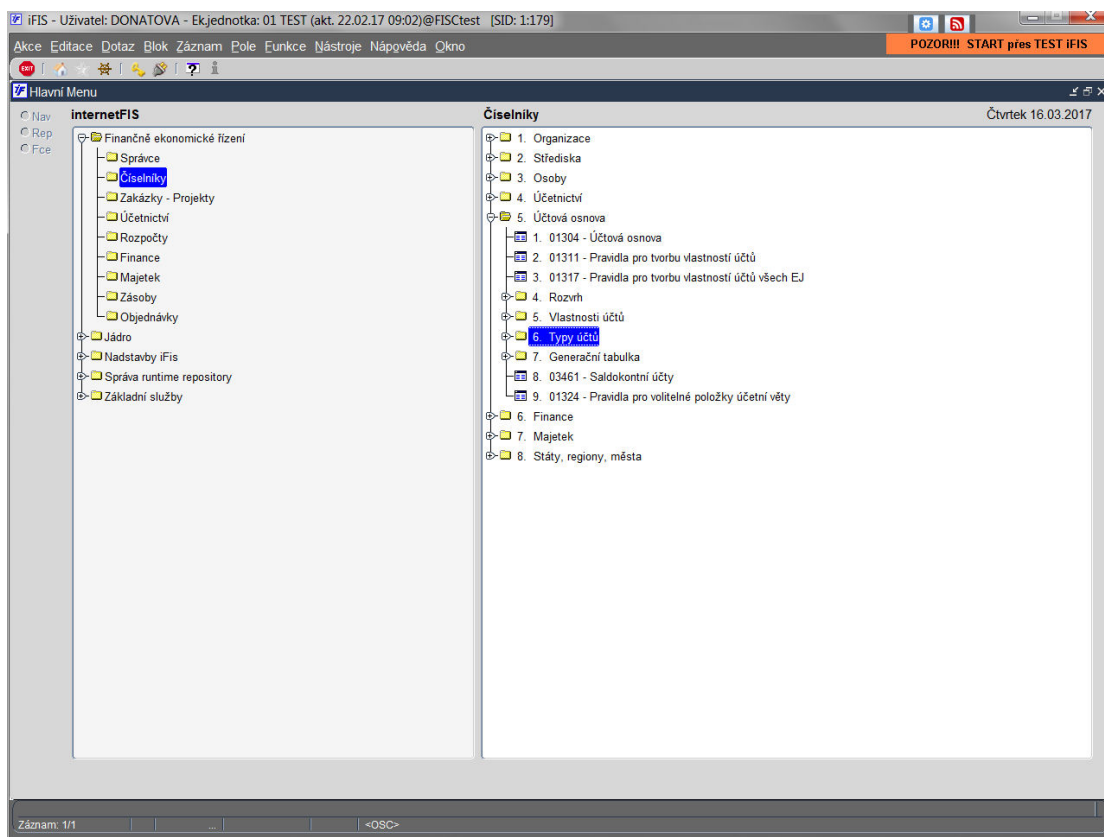 iFIS - Uživatel: DONATOVA - Ek.jednotka: 01 TEST (akt. 22.02.17 09:02)@FISCtest [SID: 1:179]
Akce Editace Dotaz Blok Záznam Pole Funkce Nástroje Nápověda Okno
POZOR!!! START přes TEST iFIS
EXIT
Hlavní Menu
Nav
Rep
Fce
internetFIS
Finančně ekonomické řízení
Správce
Číselníky
Zakázky - Projekty
Účetnictví
Rozpočty
Finance
Majetek
Zásoby
Objednávky
Jádro
Nadstavby iFis
Správa runtime repository
Základní služby
Číselníky
Čtvrtek 16.03.2017
1. Organizace
2. Střediska
3. Osoby
4. Účetnictví
5. Účtová osnova
1. 01304 - Účtová osnova
2. 01311 - Pravidla pro tvorbu vlastností účtů
3. 01317 - Pravidla pro tvorbu vlastností účtů všech EJ
4. Rozvrh
5. Vlastnosti účtů
6. Typy účtů
7. Generační tabulka
8. 03461 - Saldokontní účty
9. 01324 - Pravidla pro volitelné položky účetní věty
6. Finance
7. Majetek
8. Státy, regiony, města
Záznam: 1/1 ... <OSC>